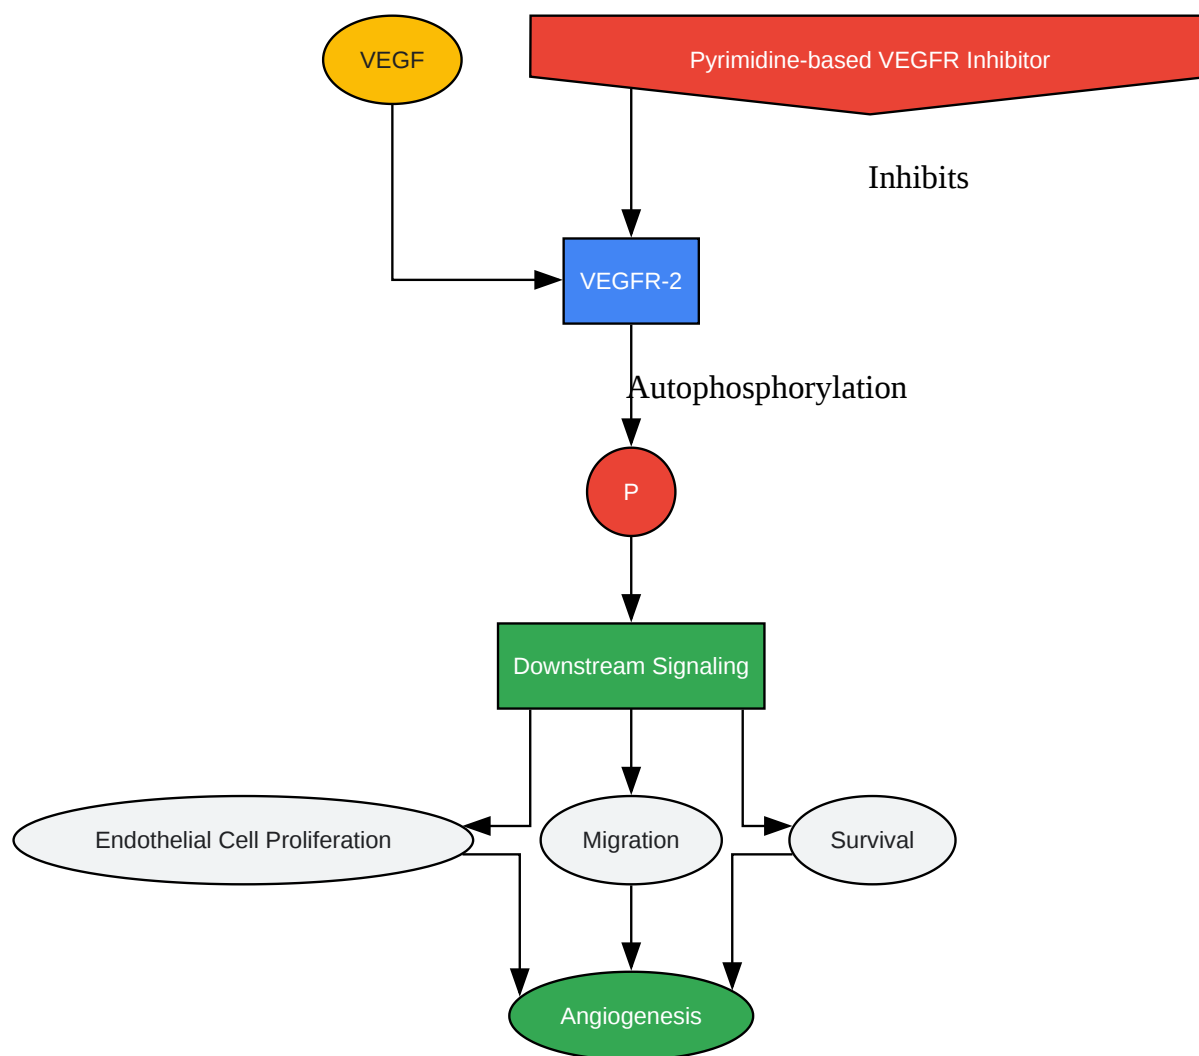 VEGF
Pyrimidine-based VEGFR Inhibitor
Inhibits
VEGFR-2
Autophosphorylation
P
Downstream Signaling
Endothelial Cell Proliferation
Migration
Survival
Angiogenesis